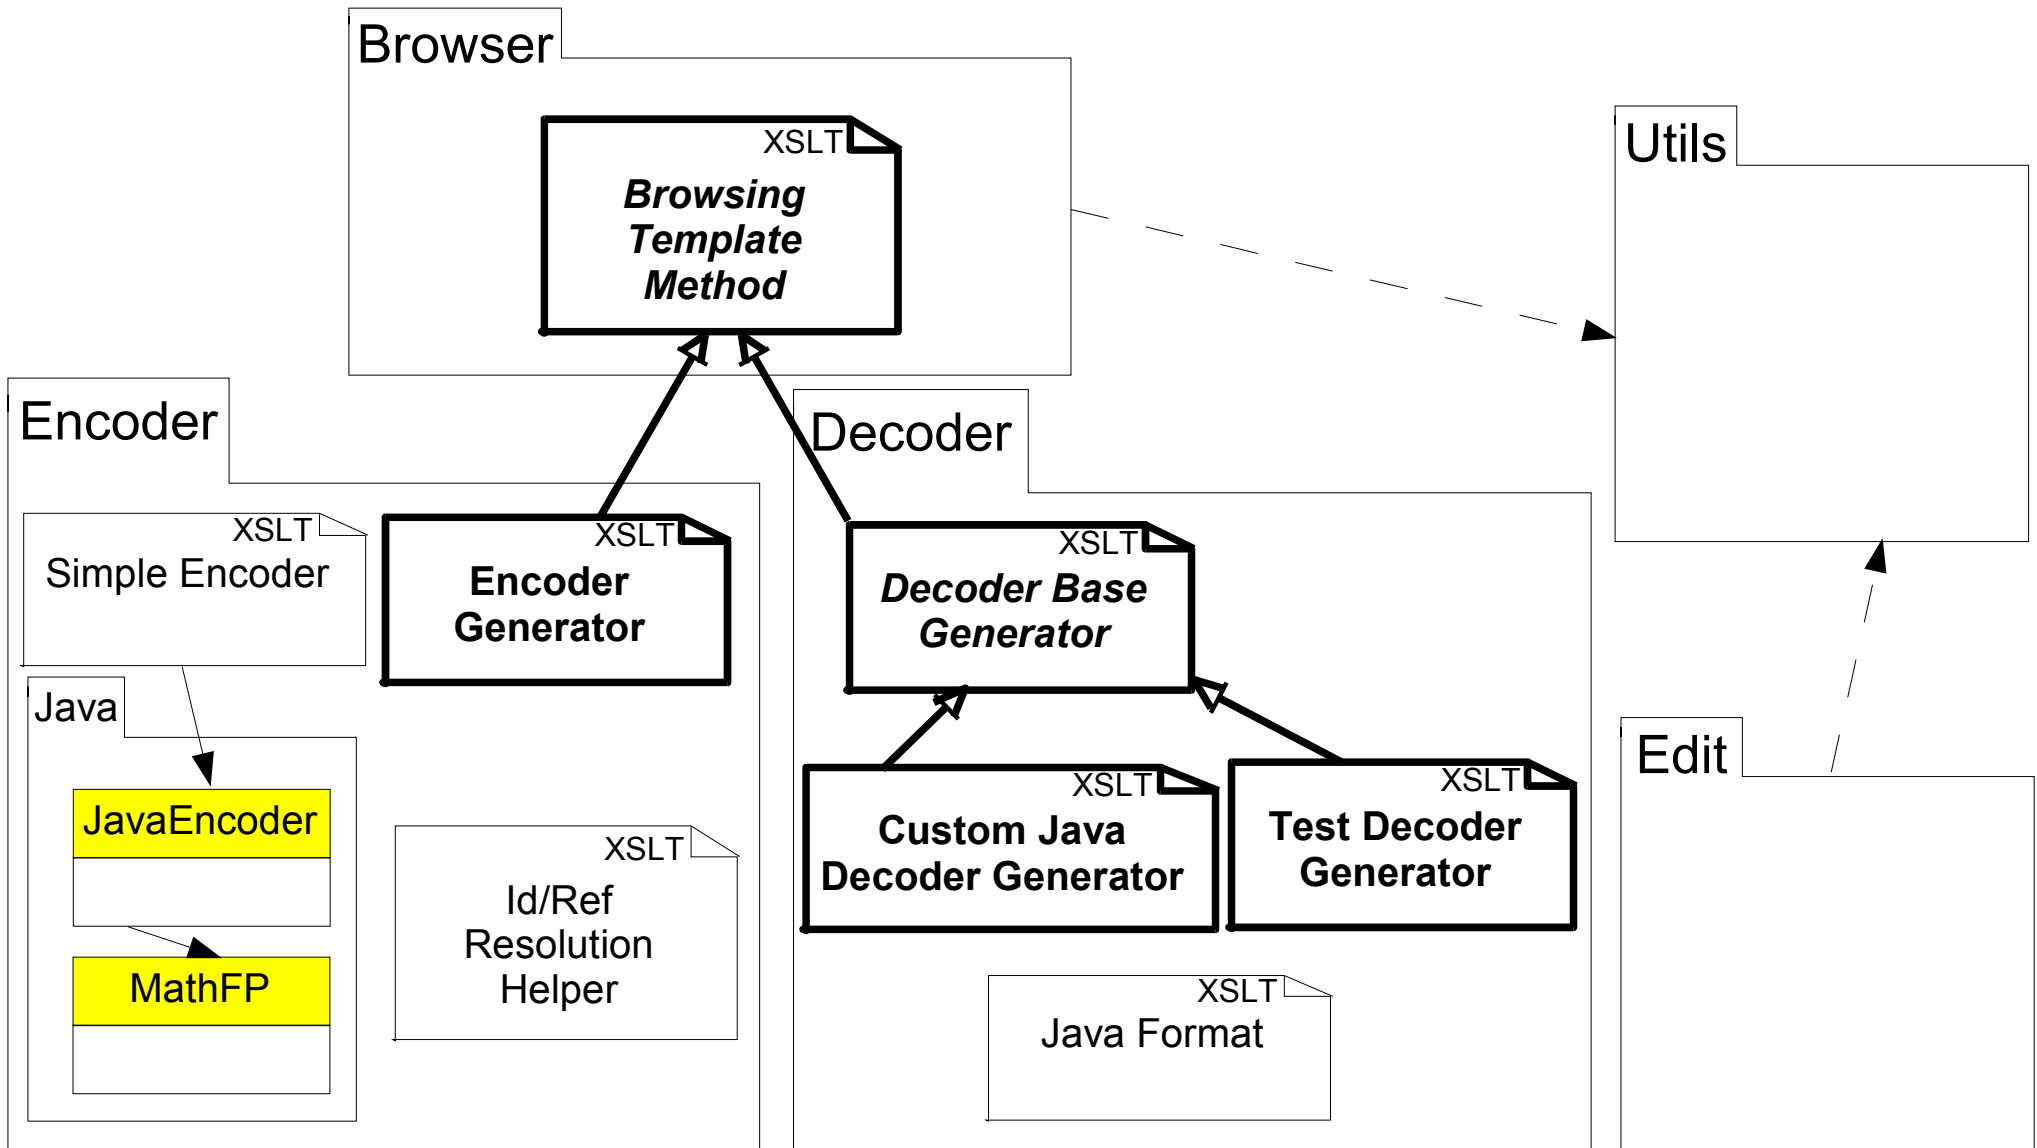 Browser
XSLT
Browsing
Template
Method
Utils
Encoder
XSLT
Simple Encoder
XSLT
Encoder
Generator
Java
JavaEncoder
MathFP
XSLT
Id/Ref
Resolution
Helper
Decoder
XSLT
Decoder Base
Generator
XSLT
Custom Java
Decoder Generator
XSLT
Test Decoder
Generator
XSLT
Java Format
Edit